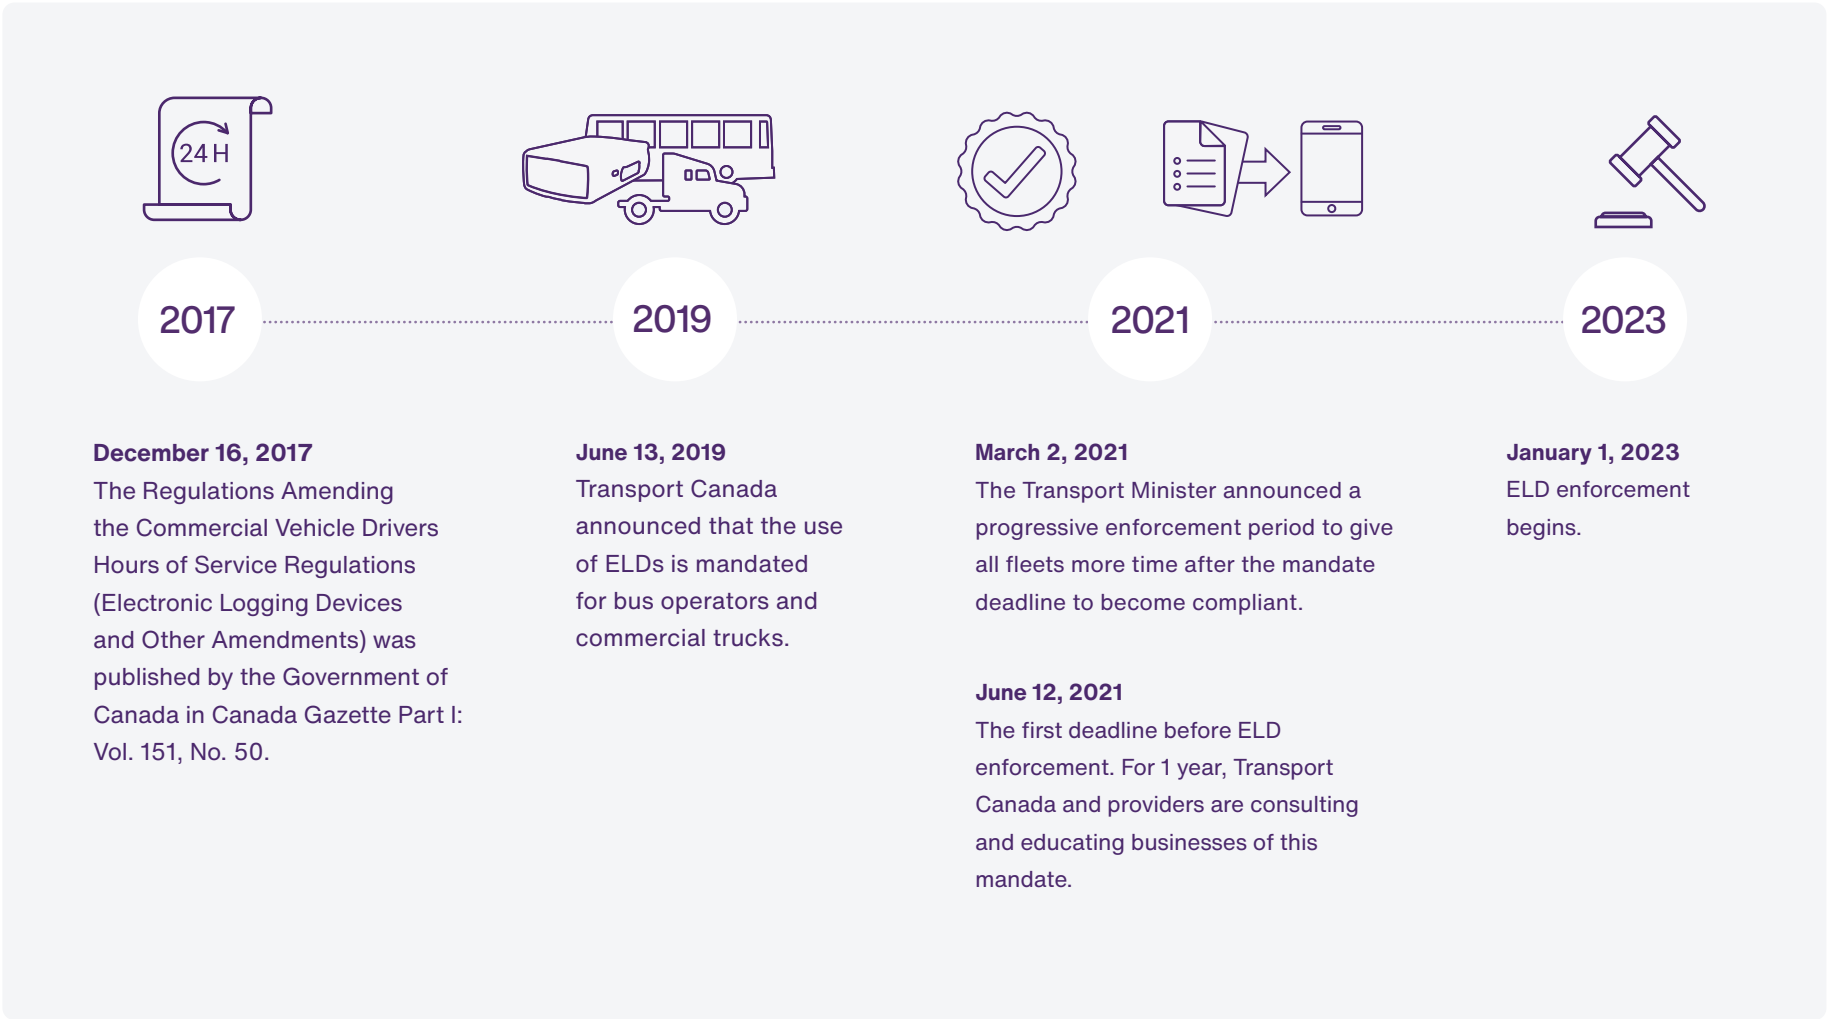 24 H
2017
2019
2021
2023
December 16, 2017
The Regulations Amending
the Commercial Vehicle Drivers
Hours of Service Regulations
(Electronic Logging Devices
and Other Amendments) was
published by the Government of
Canada in Canada Gazette Part I:
Vol. 151, No. 50.
June 13, 2019
Transport Canada
announced that the use
of ELDs is mandated
for bus operators and
commercial trucks.
March 2, 2021
The Transport Minister announced a
progressive enforcement period to give
all fleets more time after the mandate
deadline to become compliant.
June 12, 2021
The first deadline before ELD
enforcement. For 1 year, Transport
Canada and providers are consulting
and educating businesses of this
mandate.
January 1, 2023
ELD enforcement
begins.